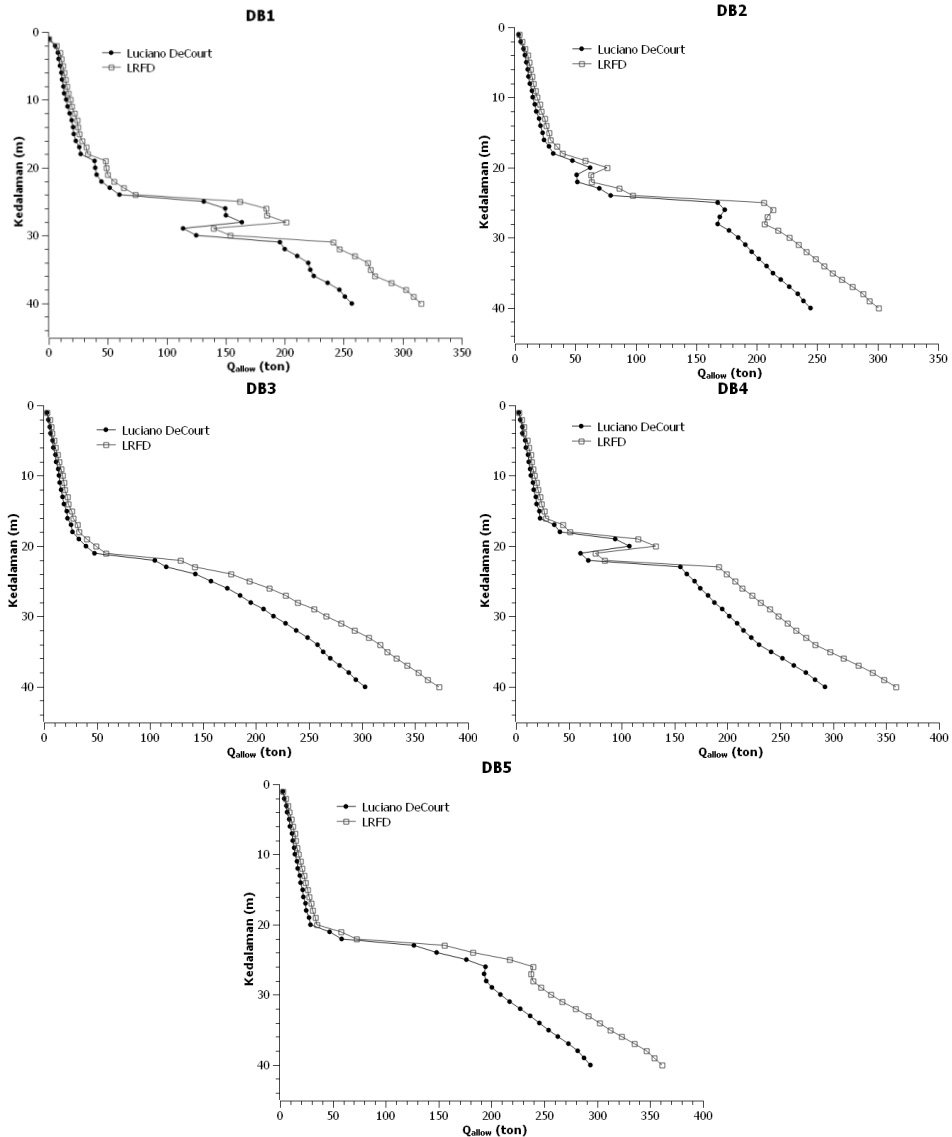 DB1
Luciano DeCourt
LRFD
Kedalaman (m)
0
10
20
30
40
0 50 100 150 200 250 300 350
Qallow (ton)
DB2
Luciano DeCourt
LRFD
Kedalaman (m)
0
10
20
30
40
0 50 100 150 200 250 300 350
Qallow (ton)
DB3
Luciano DeCourt
LRFD
Kedalaman (m)
0
10
20
30
40
0 50 100 150 200 250 300 350 400
Qallow (ton)
DB4
Luciano DeCourt
LRFD
Kedalaman (m)
0
10
20
30
40
0 50 100 150 200 250 300 350 400
Qallow (ton)
DB5
Luciano DeCourt
LRFD
Kedalaman (m)
0
10
20
30
40
0 50 100 150 200 250 300 350 400
Qallow (ton)